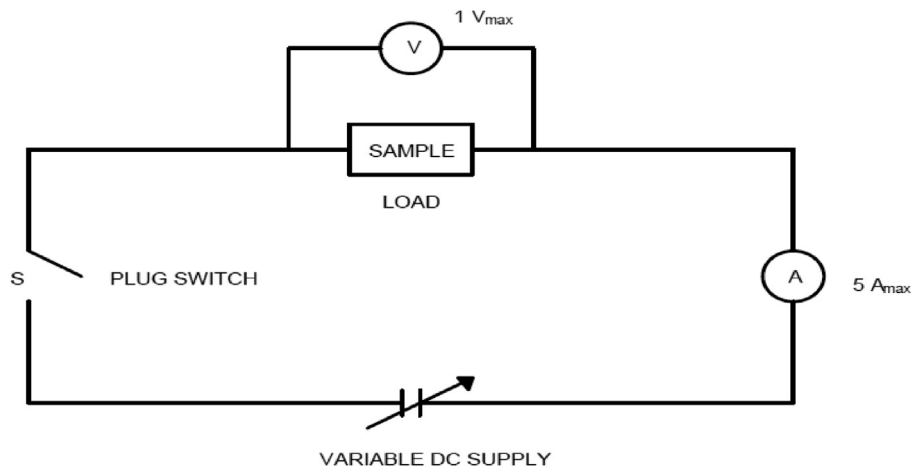 1 Vmax
V
SAMPLE
LOAD
S PLUG SWITCH
A
5 Amax
VARIABLE DC SUPPLY